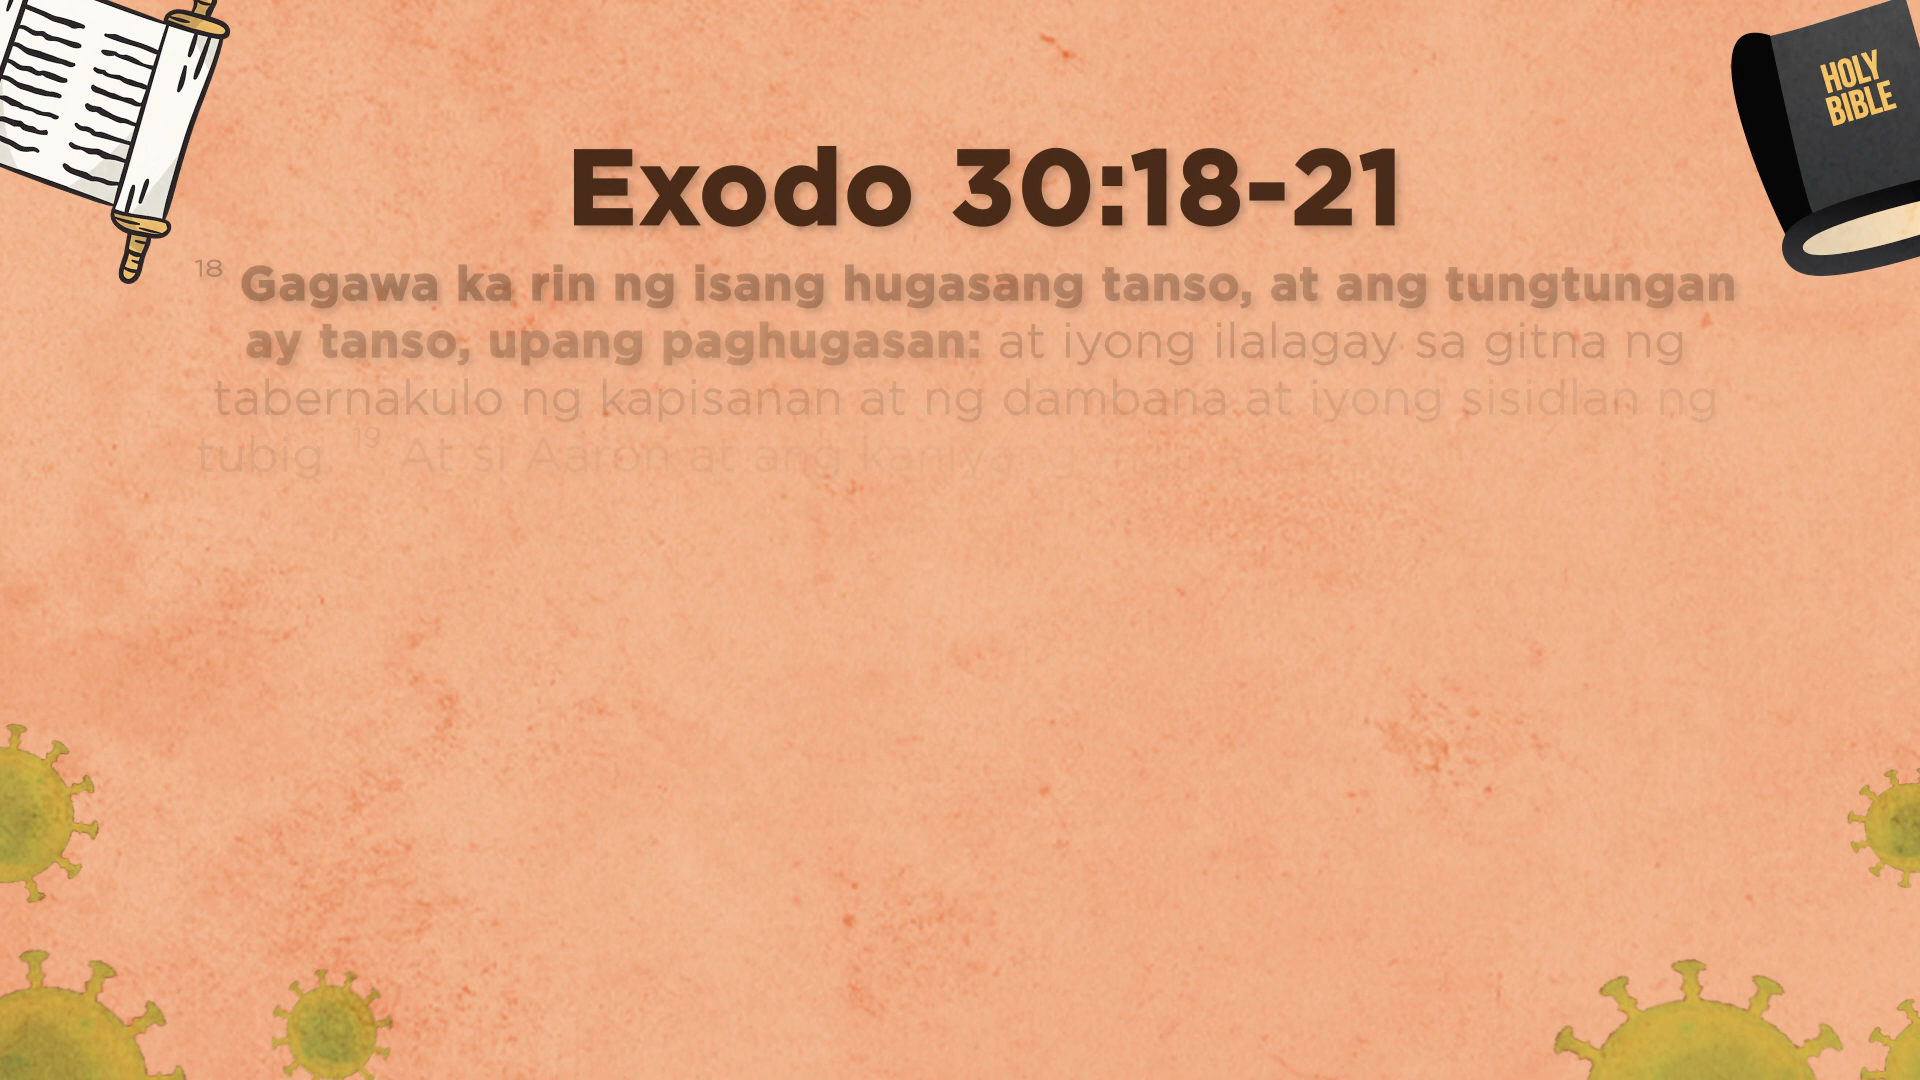 HOLY
BIBLE
Exodo 30:18-21
18 Gagawa ka rin ng isang hugasang tanso, at ang tungtungan
ay tanso, upang paghugasan: at iyong ilalagay sa gitna ng
tabernakulo ng kapisanan at ng dambana at iyong sisidlan ng
tubig. 19 At si Aaron at ang kaniyang mga